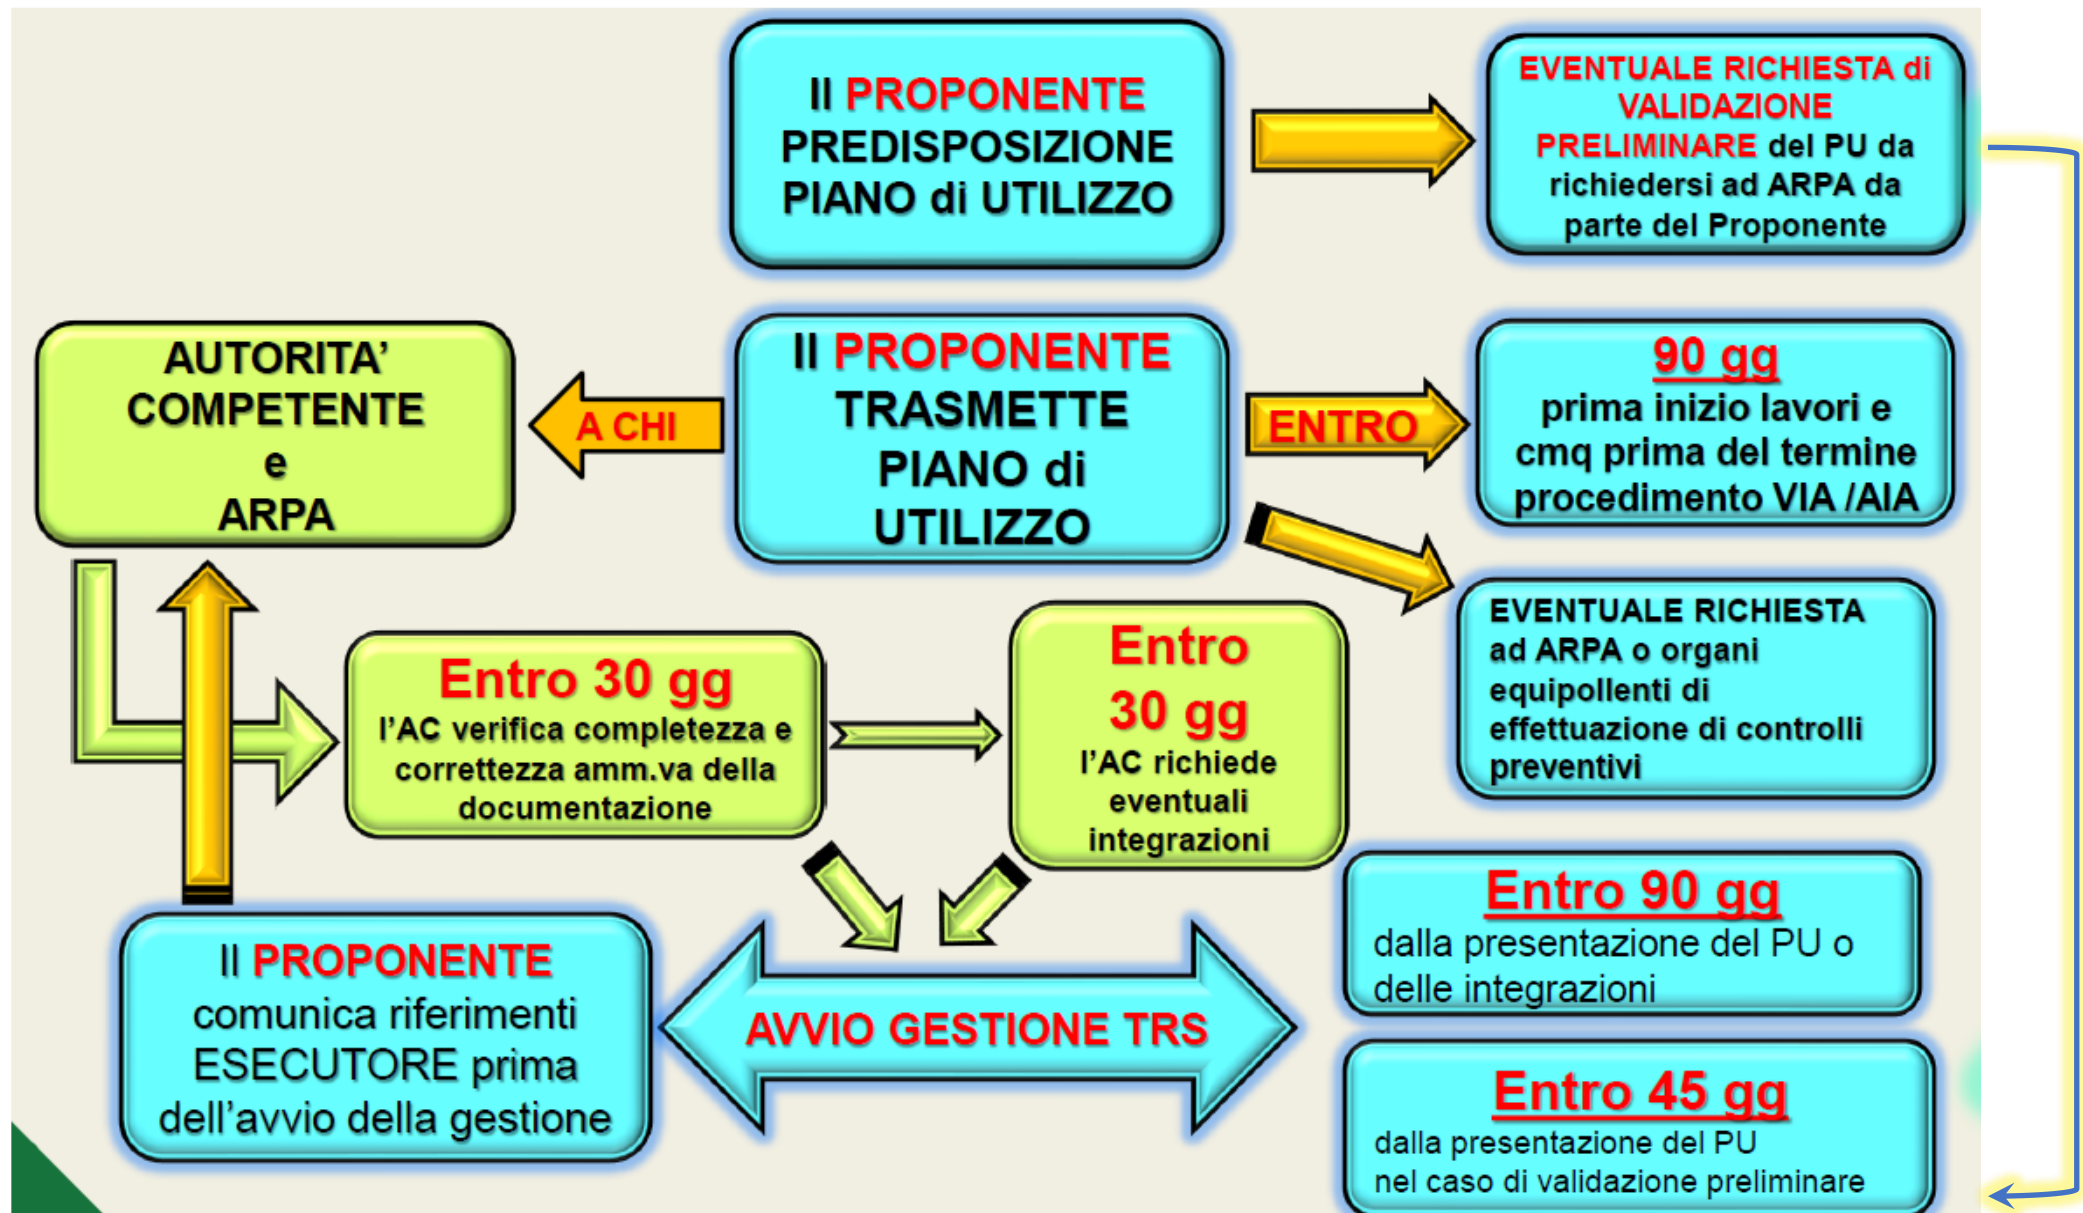 Il PROPONENTE
PREDISPOSIZIONE
PIANO di UTILIZZO
EVENTUALE RICHIESTA di
VALIDAZIONE
PRELIMINARE del PU da
richiedersi ad ARPA da
parte del Proponente
AUTORITA’
COMPETENTE
e
ARPA
A CHI
Il PROPONENTE
TRASMETTE
PIANO di
UTILIZZO
ENTRO
90 gg
prima inizio lavori e
cmq prima del termine
procedimento VIA /AIA
EVENTUALE RICHIESTA
ad ARPA o organi
equipollenti di
effettuazione di controlli
preventivi
Entro 30 gg
l’AC verifica completezza e
correttezza amm.va della
documentazione
Entro
30 gg
l’AC richiede
eventuali
integrazioni
Il PROPONENTE
comunica riferimenti
ESECUTORE prima
dell’avvio della gestione
AVVIO GESTIONE TRS
Entro 90 gg
dalla presentazione del PU o
delle integrazioni
Entro 45 gg
dalla presentazione del PU
nel caso di validazione preliminare